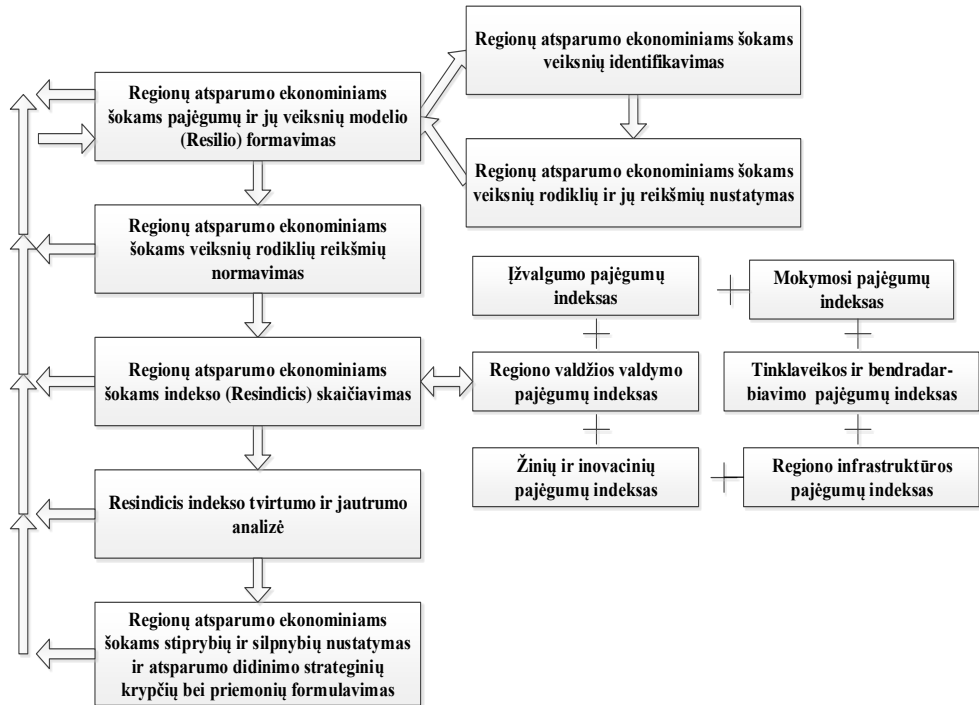 Regionų atsparumo ekonominiams
šokams pajėgumų ir jų veiksnių modelio
(Resilio) formavimas
Regionų atsparumo ekonominiams šokams
veiksnių identifikavimas
Regionų atsparumo ekonominiams šokams
veiksnių rodiklių ir jų reikšmių nustatymas
Regionų atsparumo ekonominiams
šokams veiksnių rodiklių reikšmių
normavimas
Regionų atsparumo ekonominiams
šokams indekso (Resindicis) skaičiavimas
Įžvalgumo pajėgumų
indeksas
Mokymosi pajėgumų
indeksas
Regiono valdžios valdymo
pajėgumų indeksas
Tinklaveikos ir bendradar-
biavimo pajėgumų indeksas
Žinių ir inovacinių
pajėgumų indeksas
Regiono infrastruktūros
pajėgumų indeksas
Resindicis indekso tvirtumo ir jautrumo
analizė
Regionų atsparumo ekonominiams
šokams stiprybių ir silpnybių nustatymas
ir atsparumo didinimo strateginių
krypčių bei priemonių formulavimas